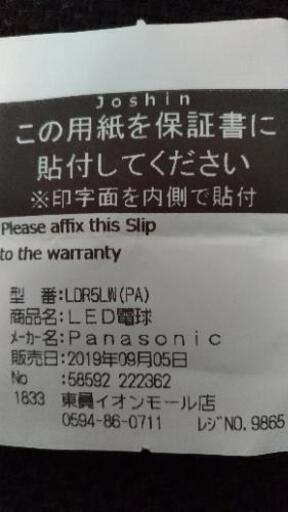 Joshin
この用紙を保証書に
貼付してください
※印字面を内側で貼付
Please affix this Slip
to the warranty
型　番:LDR5LW(PA)
商品名:ＬＥＤ電球
ﾒｰｶｰ名:Ｐａｎａｓｏｎｉｃ
販売日:2019年09月05日
No　　:58592 222362
1833　東員イオンモール店
0594-86-0711　ﾚｼﾞNO. 9865